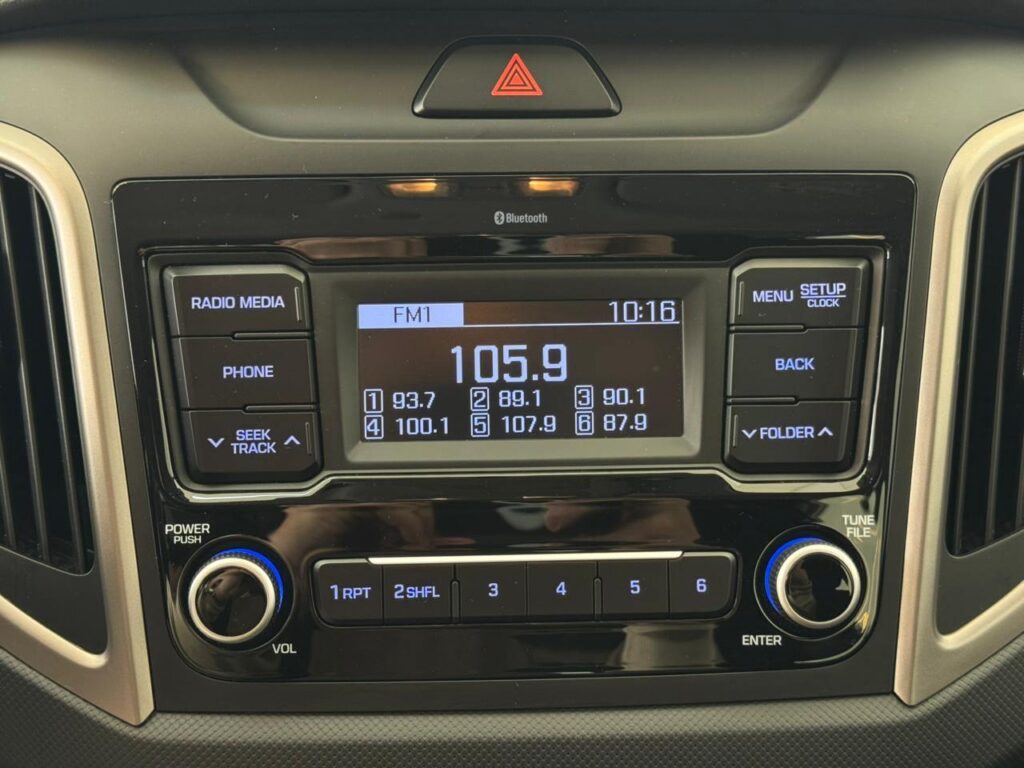 Bluetooth
RADIO MEDIA
PHONE
SEEK
TRACK
FM1 10:16
105.9
1 93.7 2 89.1 3 90.1
4 100.1 5 107.9 6 87.9
MENU SETUP
CLOCK
BACK
FOLDER
POWER
PUSH
VOL
1 RPT 2 SHFL 3 4 5 6
TUNE
FILE
ENTER